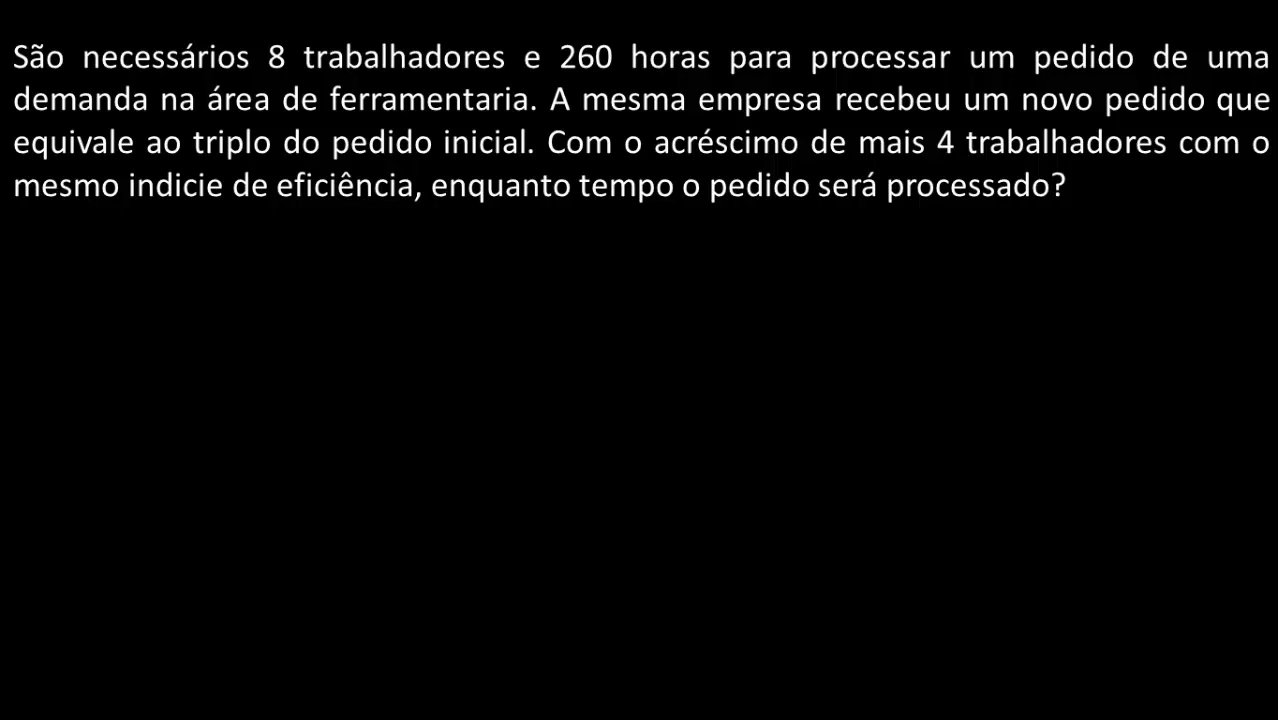 São necessários 8 trabalhadores e 260 horas para processar um pedido de uma
demanda na área de ferramentaria. A mesma empresa recebeu um novo pedido que
equivale ao triplo do pedido inicial. Com o acréscimo de mais 4 trabalhadores com o
mesmo indicie de eficiência, enquanto tempo o pedido será processado?